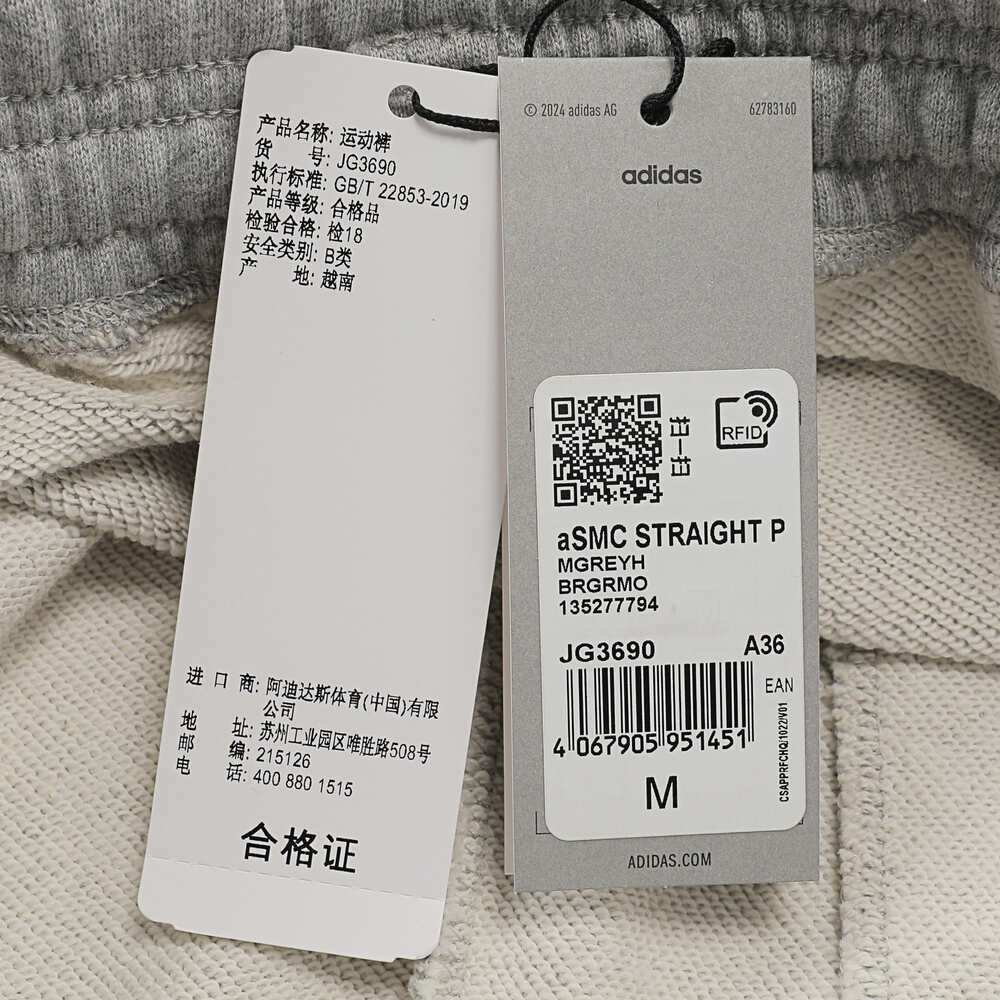 产品名称: 运动裤
货 号: JG3690
执行标准: GB/T 22853-2019
产品等级: 合格品
检验合格: 检18
安全类别: B类
产 地: 越南
进 口 商: 阿迪达斯体育(中国)有限
公司
地 址: 苏州工业园区唯胜路508号
邮 编: 215126
电 话: 400 880 1515
合格证
© 2024 adidas AG 62783160
adidas
扫一扫
RFID
aSMC STRAIGHT P
MGREYH
BRGRMO
135277794
JG3690 A36
EAN
4 067905 951451
CSAPPRFCHQ/1022/V01
M
ADIDAS.COM